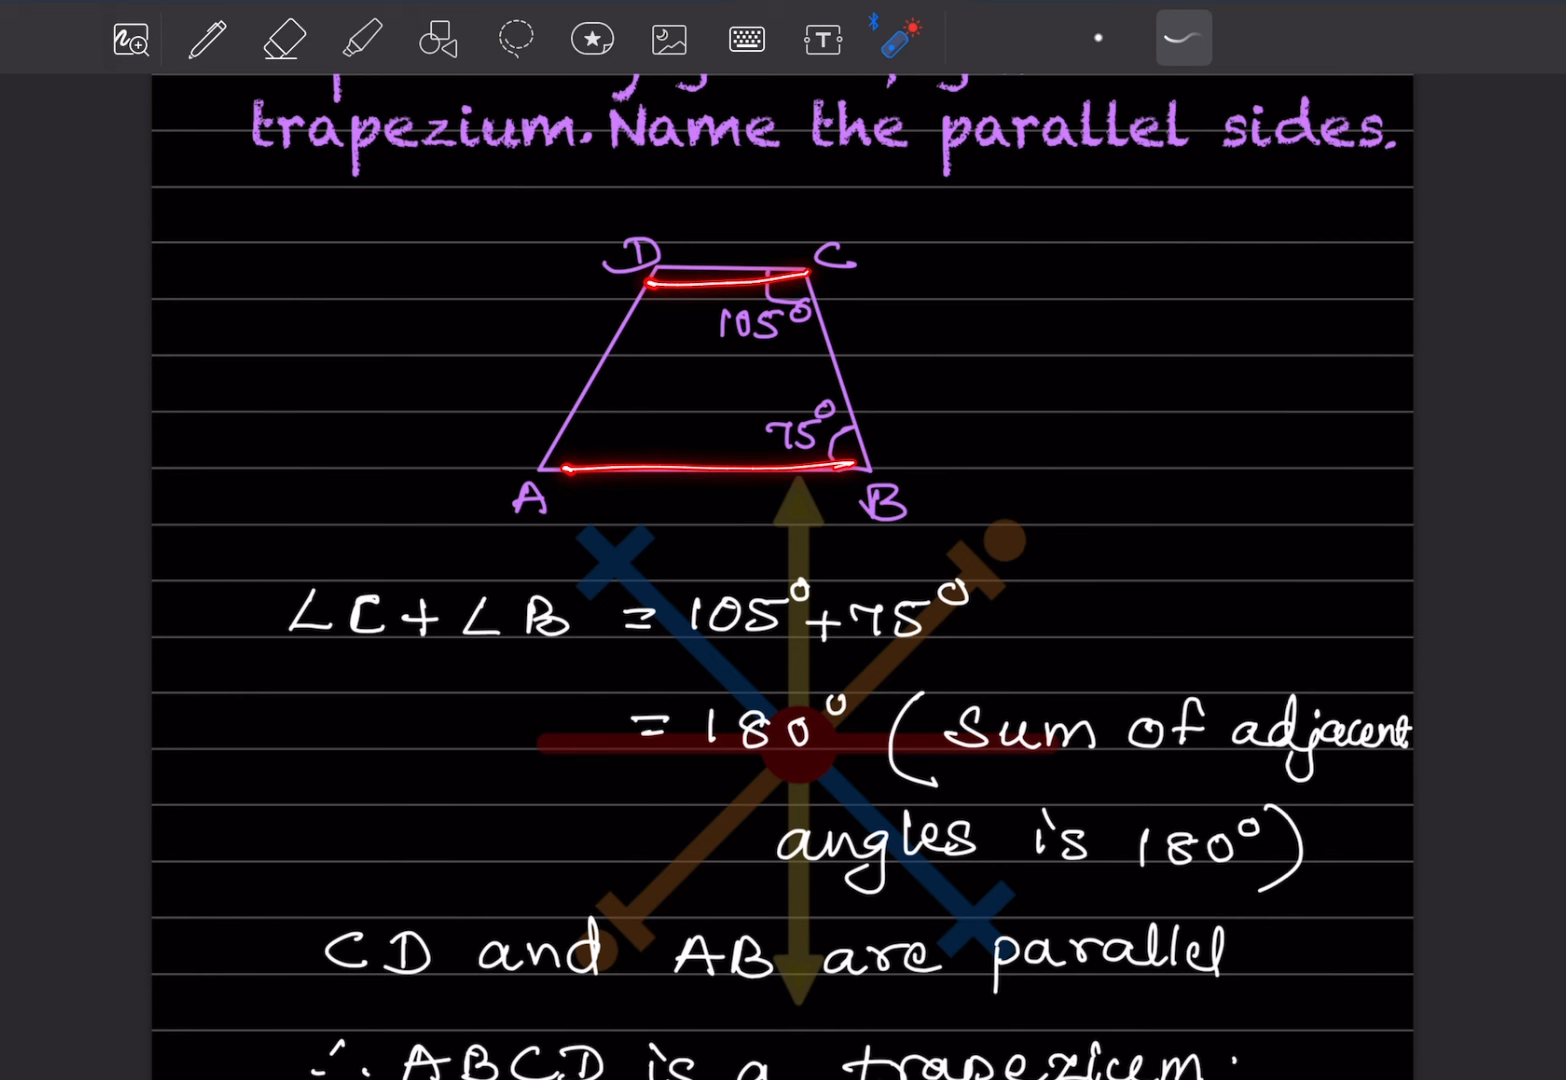 trapezium. Name the parallel sides.
D C
105°
75°
A B
∠C + ∠B = 105° + 75°
= 180° ( Sum of adjacent
angles is 180°)
CD and AB are parallel
∴ ABCD is a trapezium.